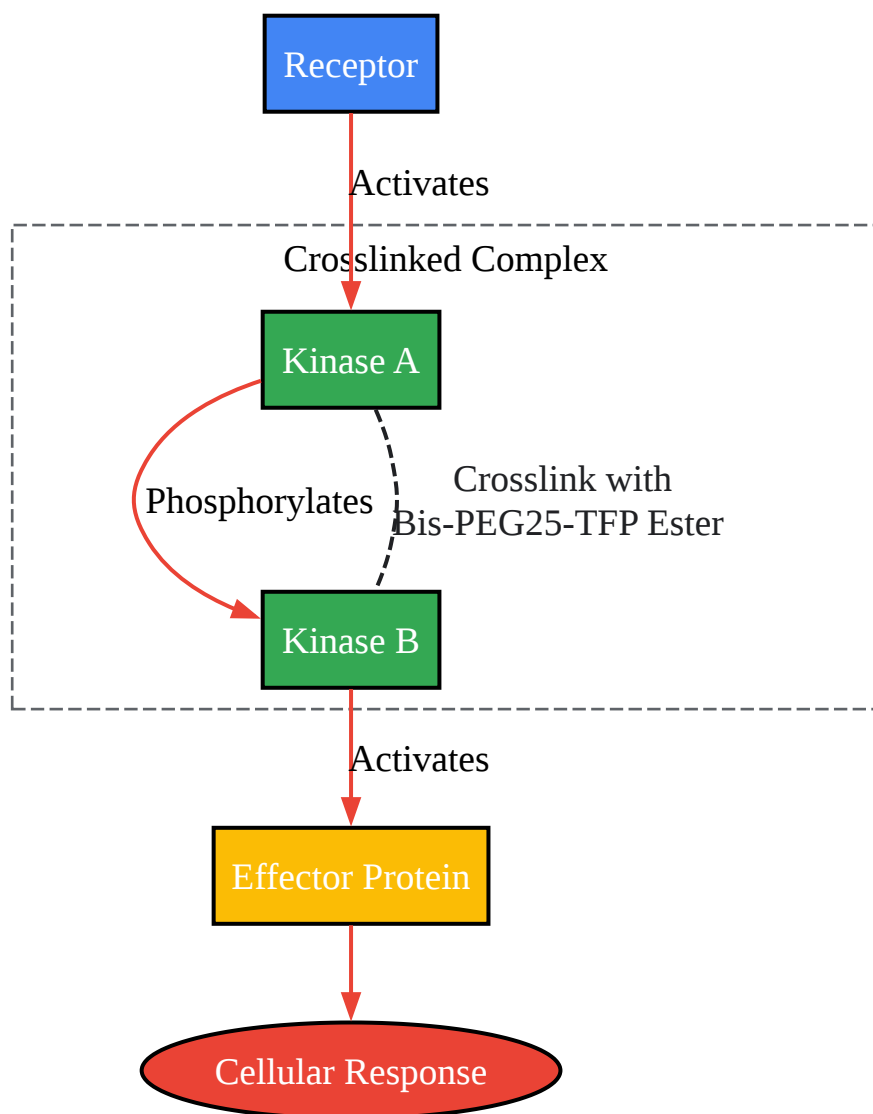 Receptor
Activates
Crosslinked Complex
Kinase A
Phosphorylates
Crosslink with
Bis-PEG25-TFP Ester
Kinase B
Activates
Effector Protein
Cellular Response